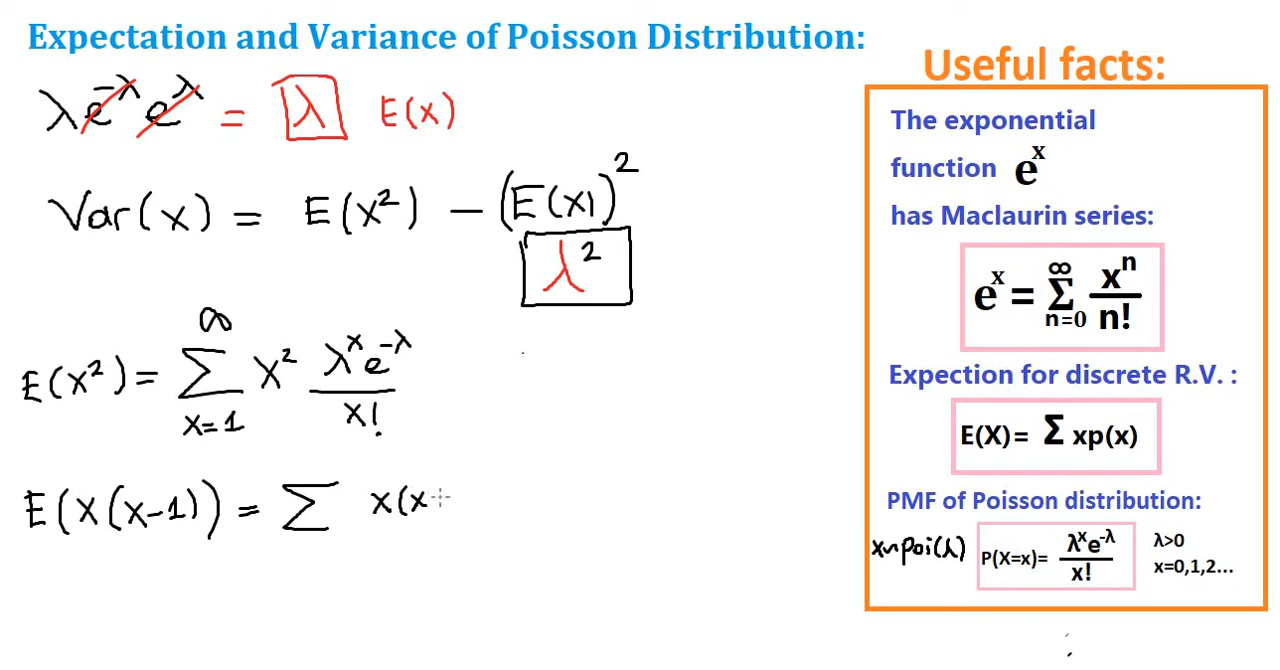 Expectation and Variance of Poisson Distribution:
λe^-λ e^λ = λ E(x)
Var(x) = E(x²) - (E(x))²
λ²
E(x²) = ∞ Σ x=1 x² λ^x e^-λ / x!
E(x(x-1)) = Σ x(x-
Useful facts:
The exponential
function e^x
has Maclaurin series:
e^x = ∞ Σ n=0 x^n / n!
Expection for discrete R.V. :
E(X)= Σ xp(x)
PMF of Poisson distribution:
x~poi(λ) P(X=x)= λ^x e^-λ / x! λ>0
x=0,1,2...